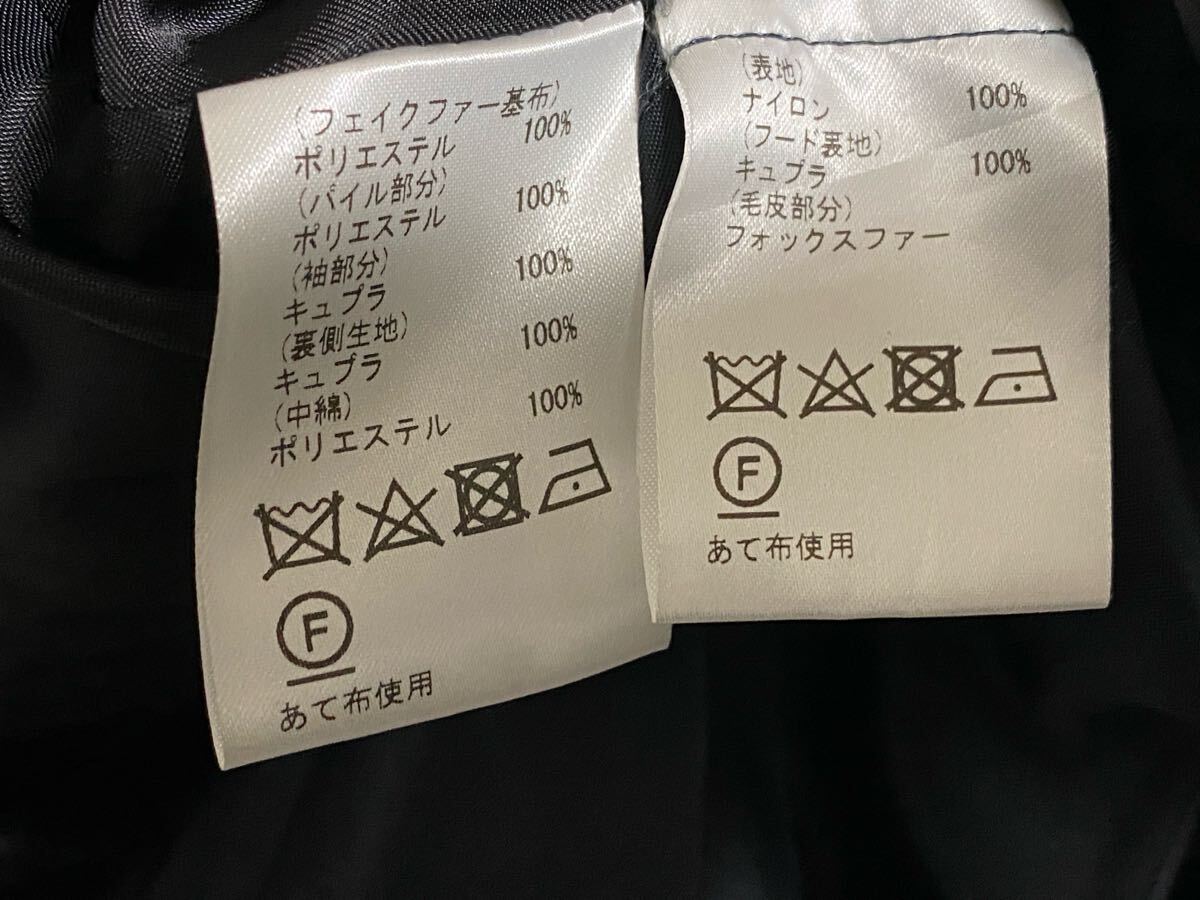 (フェイクファー基布)
ポリエステル 100%
(パイル部分)
ポリエステル 100%
(袖部分)
キュプラ 100%
(裏側生地)
キュプラ 100%
(中綿)
ポリエステル 100%
F
あて布使用
(表地)
ナイロン 100%
(フード裏地)
キュプラ 100%
(毛皮部分)
フォックスファー
F
あて布使用